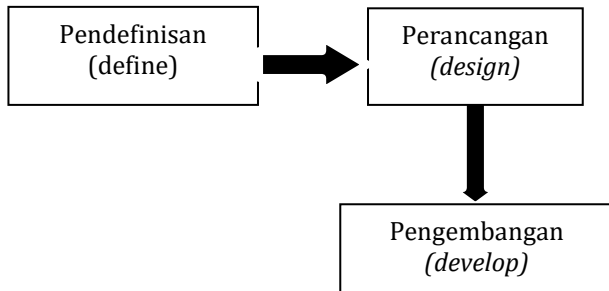 Pendefinisan
(define)
Perancangan
(design)
Pengembangan
(develop)